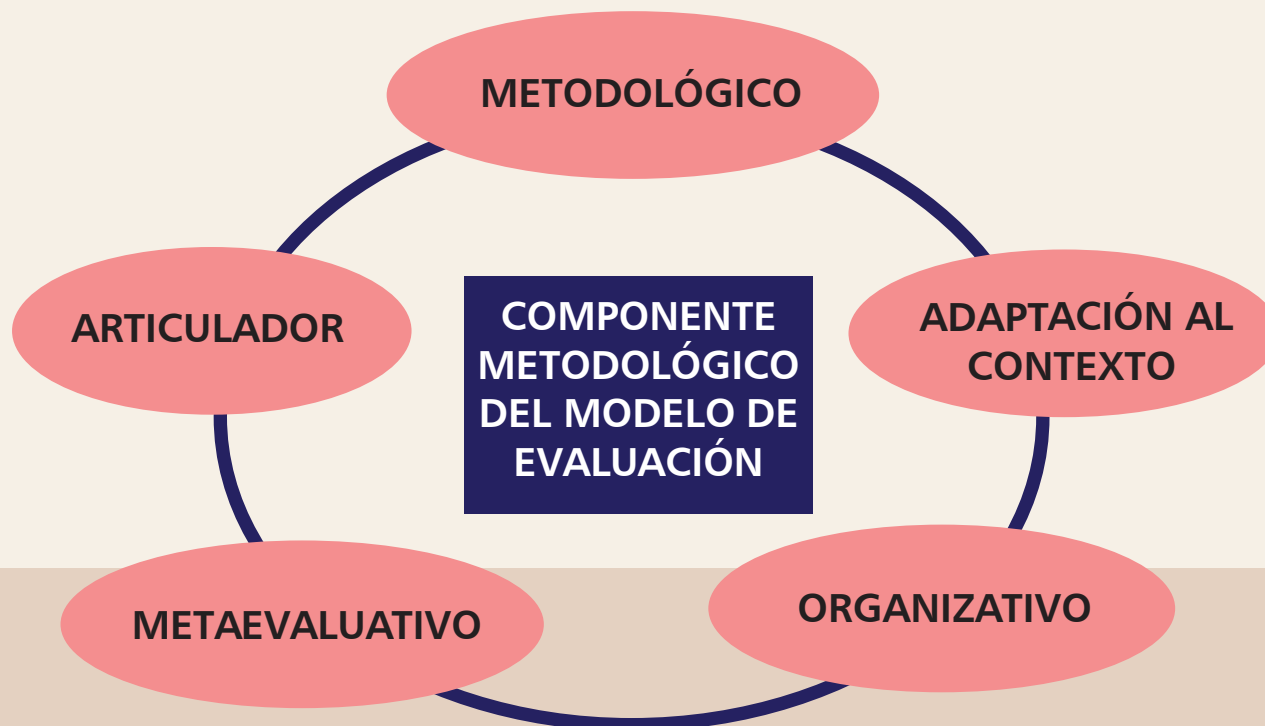 METODOLÓGICO
ARTICULADOR
COMPONENTE
METODOLÓGICO
DEL MODELO DE
EVALUACIÓN
ADAPTACIÓN AL
CONTEXTO
METAEVALUATIVO
ORGANIZATIVO